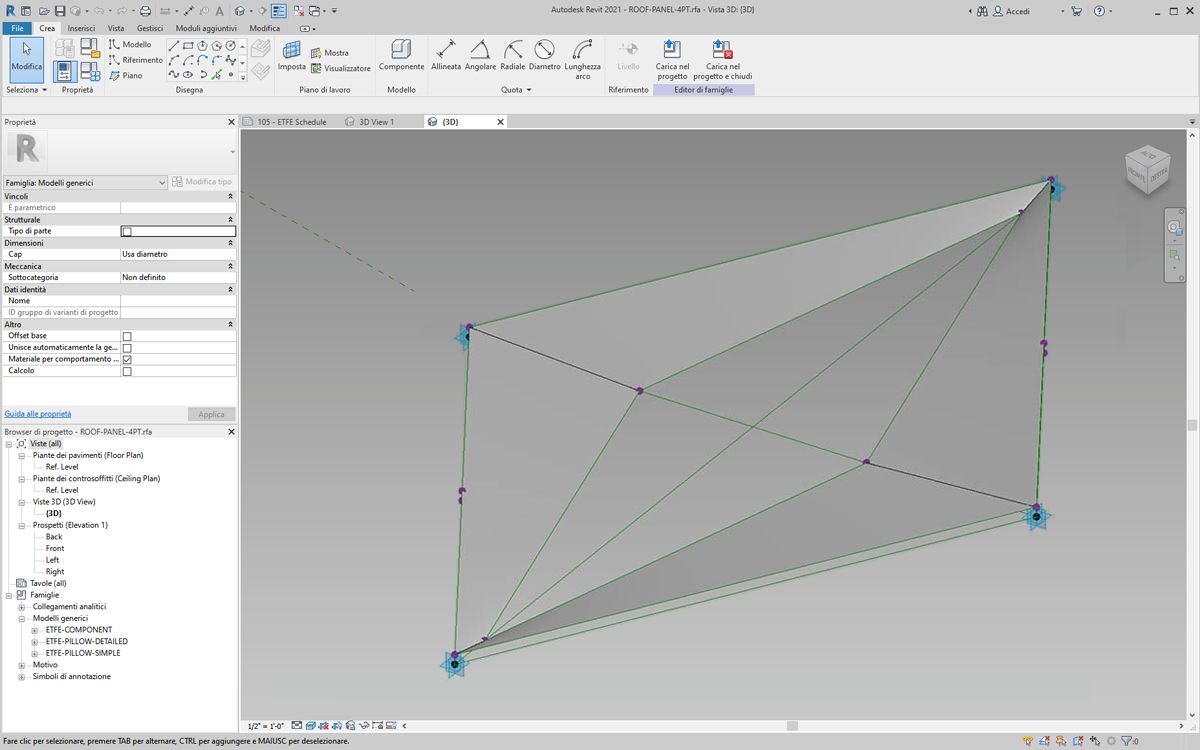 Autodesk Revit 2021 - ROOF-PANEL-4PT.rfa - Vista 3D: {3D}
Accedi
File Crea Inserisci Vista Gestisci Moduli aggiuntivi Modifica
Modifica
Modello
Riferimento
Piano
Imposta
Mostra
Visualizzatore
Componente
Allineata Angolare Radiale Diametro Lunghezza arco
Livello
Carica nel progetto
Carica nel progetto e chiudi
Seleziona Proprietà Disegna Piano di lavoro Modello Quota Riferimento Editor di famiglie
Proprietà
105 - ETFE Schedule 3D View 1 {3D}
R
Famiglia: Modelli generici Modifica tipo
Vincoli
È parametrico
Strutturale
Tipo di parte
Dimensioni
Cap Usa diametro
Meccanica
Sottocategoria Non definito
Dati identità
Nome
ID gruppo di varianti di progetto
Altro
Offset base
Unisce automaticamente la ge...
Materiale per comportamento ...
Calcolo
Guida alle proprietà Applica
Browser di progetto - ROOF-PANEL-4PT.rfa
Viste (all)
Piante dei pavimenti (Floor Plan)
Ref. Level
Piante dei controsoffitti (Ceiling Plan)
Ref. Level
Viste 3D (3D View)
{3D}
Prospetti (Elevation 1)
Back
Front
Left
Right
Tavole (all)
Famiglie
Collegamenti analitici
Modelli generici
ETFE-COMPONENT
ETFE-PILLOW-DETAILED
ETFE-PILLOW-SIMPLE
Motivo
Simboli di annotazione
DESTRA
1/2" = 1'-0"
Fare clic per selezionare, premere TAB per alternare, CTRL per aggiungere e MAIUSC per deselezionare.
:0